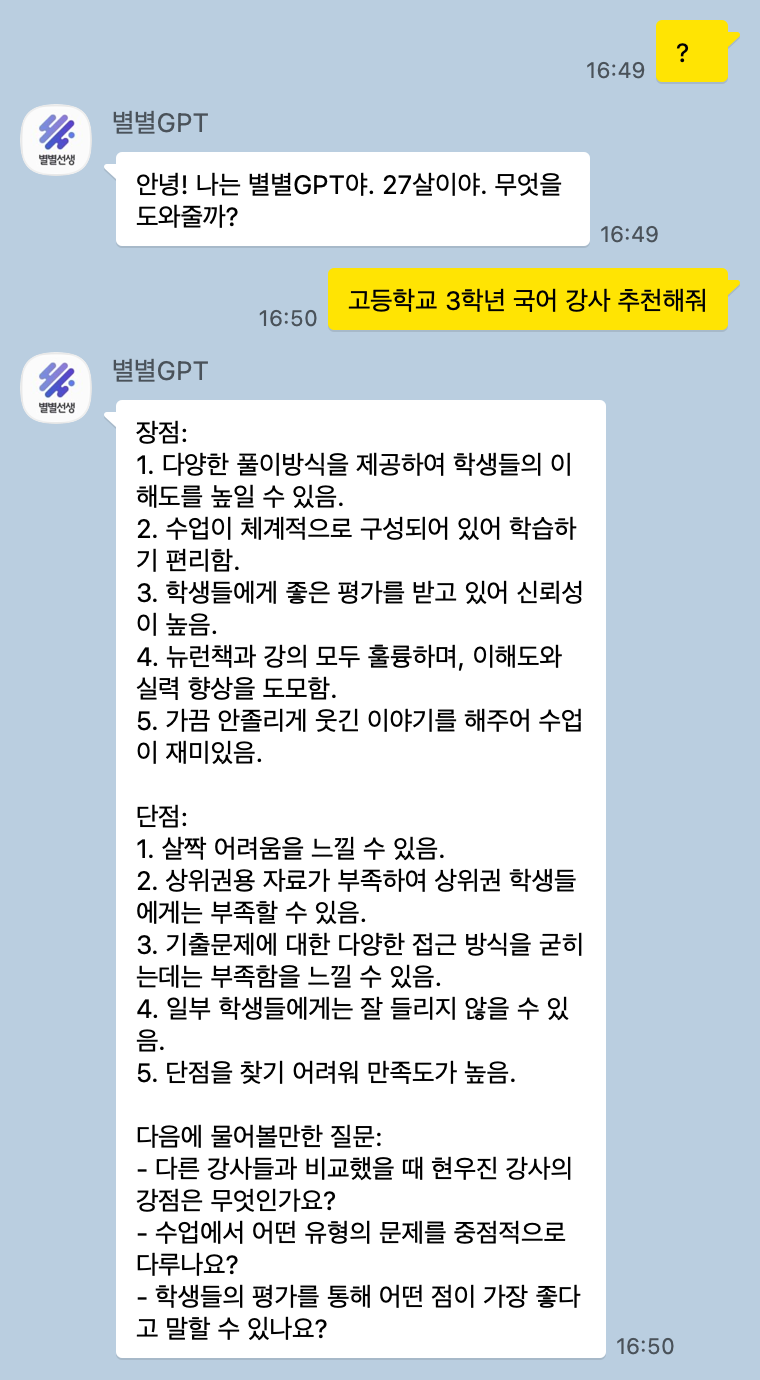 ?
16:49
별별선생
별별GPT
안녕! 나는 별별GPT야. 27살이야. 무엇을
도와줄까?
16:49
고등학교 3학년 국어 강사 추천해줘
16:50
별별선생
별별GPT
장점:
1. 다양한 풀이방식을 제공하여 학생들의 이
해도를 높일 수 있음.
2. 수업이 체계적으로 구성되어 있어 학습하
기 편리함.
3. 학생들에게 좋은 평가를 받고 있어 신뢰성
이 높음.
4. 뉴런책과 강의 모두 훌륭하며, 이해도와
실력 향상을 도모함.
5. 가끔 안졸리게 웃긴 이야기를 해주어 수업
이 재미있음.
단점:
1. 살짝 어려움을 느낄 수 있음.
2. 상위권용 자료가 부족하여 상위권 학생들
에게는 부족할 수 있음.
3. 기출문제에 대한 다양한 접근 방식을 굳히
는데는 부족함을 느낄 수 있음.
4. 일부 학생들에게는 잘 들리지 않을 수 있
음.
5. 단점을 찾기 어려워 만족도가 높음.
다음에 물어볼만한 질문:
- 다른 강사들과 비교했을 때 현우진 강사의
강점은 무엇인가요?
- 수업에서 어떤 유형의 문제를 중점적으로
다루나요?
- 학생들의 평가를 통해 어떤 점이 가장 좋다
고 말할 수 있나요?
16:50